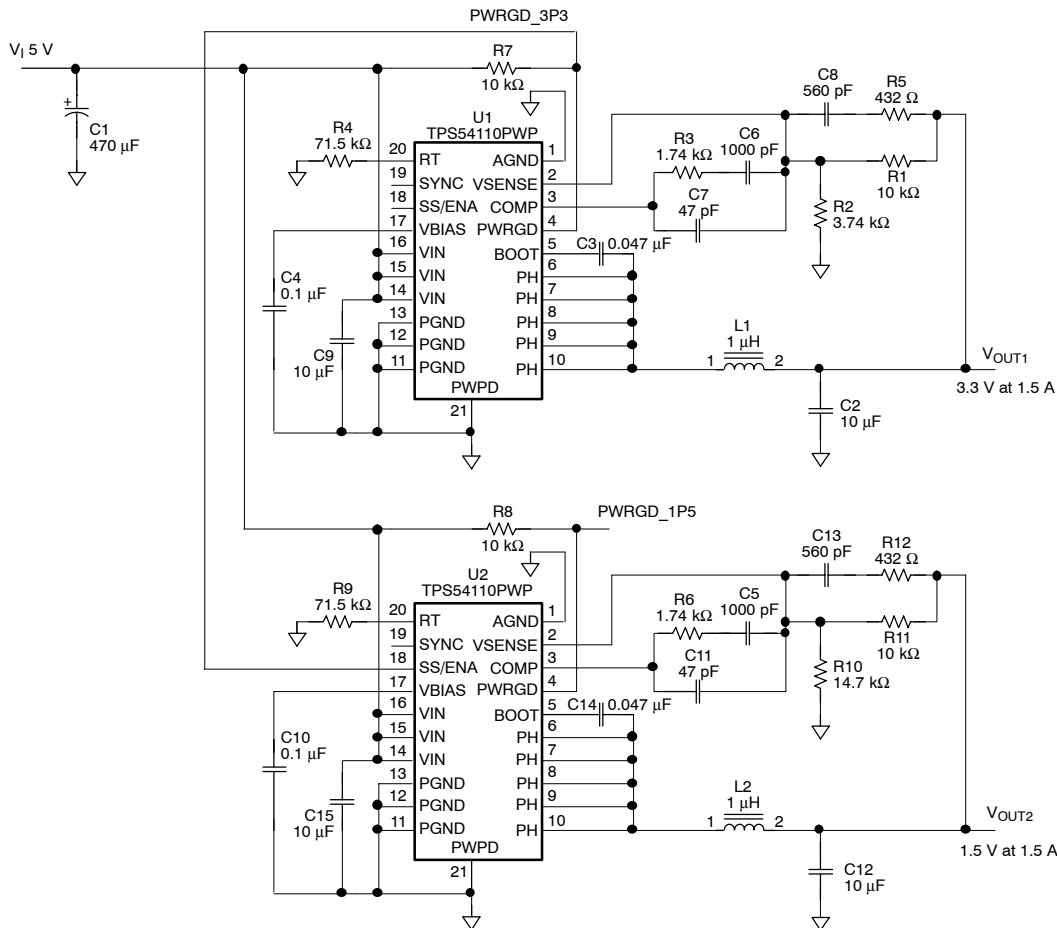 PWRGD_3P3
VI 5 V
R7
10 kΩ
C1
470 µF
+
R4
71.5 kΩ
U1
TPS54110PWP
20 RT
19 SYNC
18 SS/ENA
17 VBIAS
16 VIN
15 VIN
14 VIN
13 PGND
12 PGND
11 PGND
PWPD
21
AGND 1
VSENSE 2
COMP 3
PWRGD 4
BOOT 5
PH 6
PH 7
PH 8
PH 9
PH 10
C4
0.1 µF
C9
10 µF
C3 0.047 µF
R3
1.74 kΩ
C6
1000 pF
C7
47 pF
C8
560 pF
R5
432 Ω
R1
10 kΩ
R2
3.74 kΩ
L1
1 µH
1 2
C2
10 µF
VOUT1
3.3 V at 1.5 A
R8
10 kΩ
PWRGD_1P5
R9
71.5 kΩ
U2
TPS54110PWP
20 RT
19 SYNC
18 SS/ENA
17 VBIAS
16 VIN
15 VIN
14 VIN
13 PGND
12 PGND
11 PGND
PWPD
21
AGND 1
VSENSE 2
COMP 3
PWRGD 4
BOOT 5
PH 6
PH 7
PH 8
PH 9
PH 10
C10
0.1 µF
C15
10 µF
C14 0.047 µF
R6
1.74 kΩ
C5
1000 pF
C11
47 pF
C13
560 pF
R12
432 Ω
R11
10 kΩ
R10
14.7 kΩ
L2
1 µH
1 2
C12
10 µF
VOUT2
1.5 V at 1.5 A